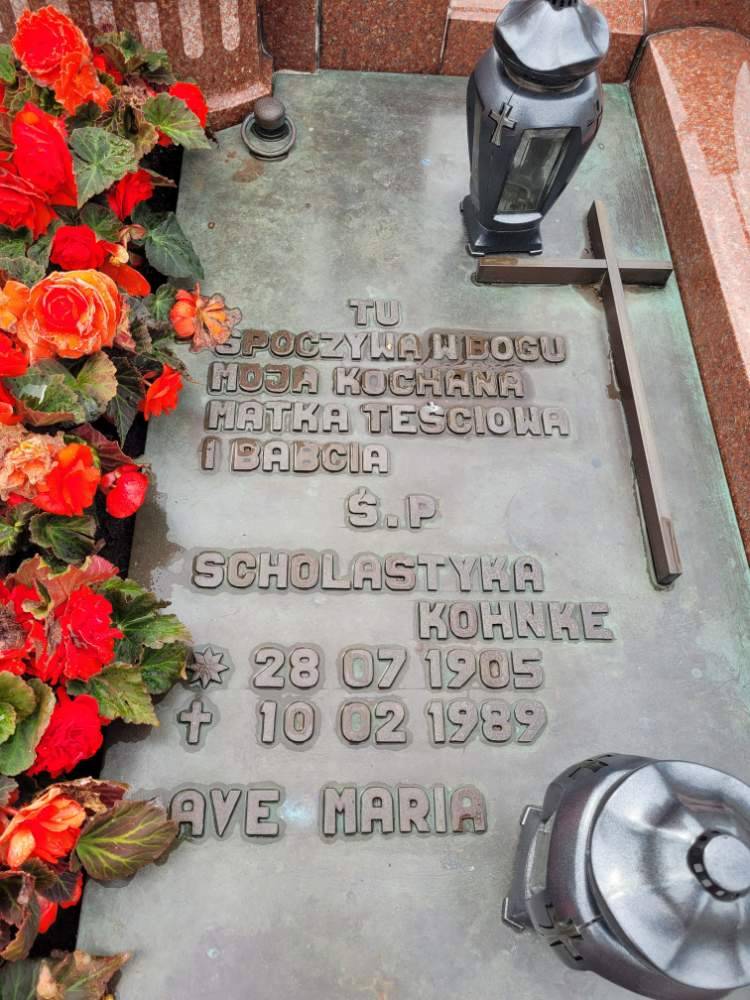 TU
SPOCZYWA W BOGU
MOJA KOCHANA
MATKA TEŚCIOWA
I BABCIA
Ś.P
SCHOLASTYKA
KOHNKE
* 28 07 1905
✝ 10 02 1989
AVE MARIA